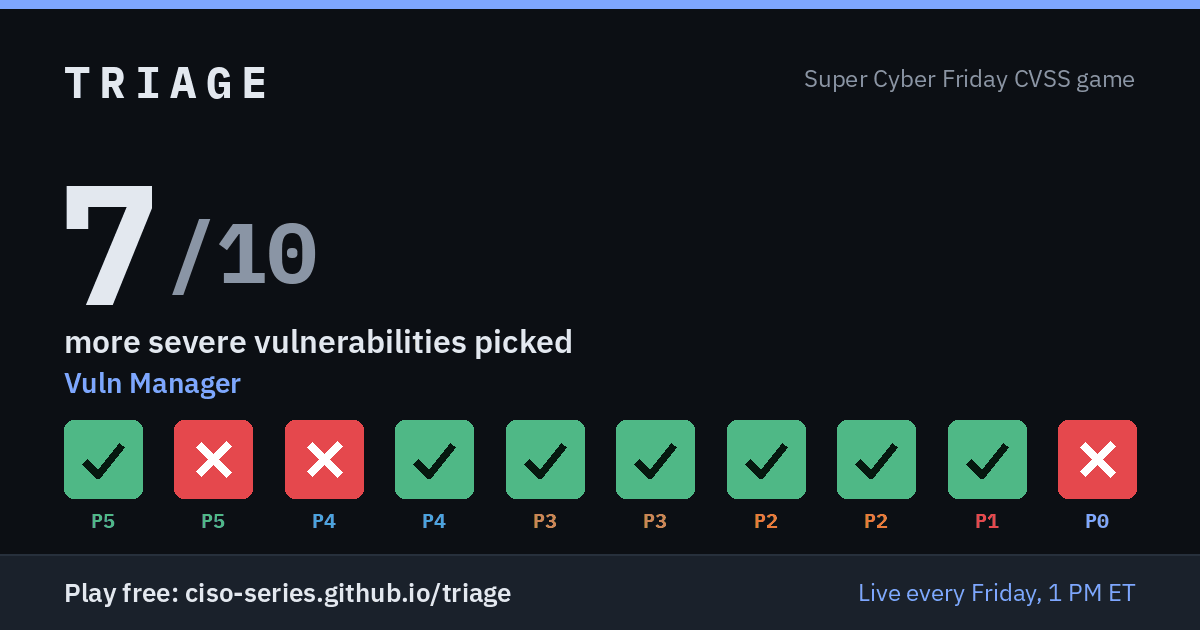 TRIAGE
Super Cyber Friday CVSS game
7/10
more severe vulnerabilities picked
Vuln Manager
P5 P5 P4 P4 P3 P3 P2 P2 P1 P0
Play free: ciso-series.github.io/triage
Live every Friday, 1 PM ET